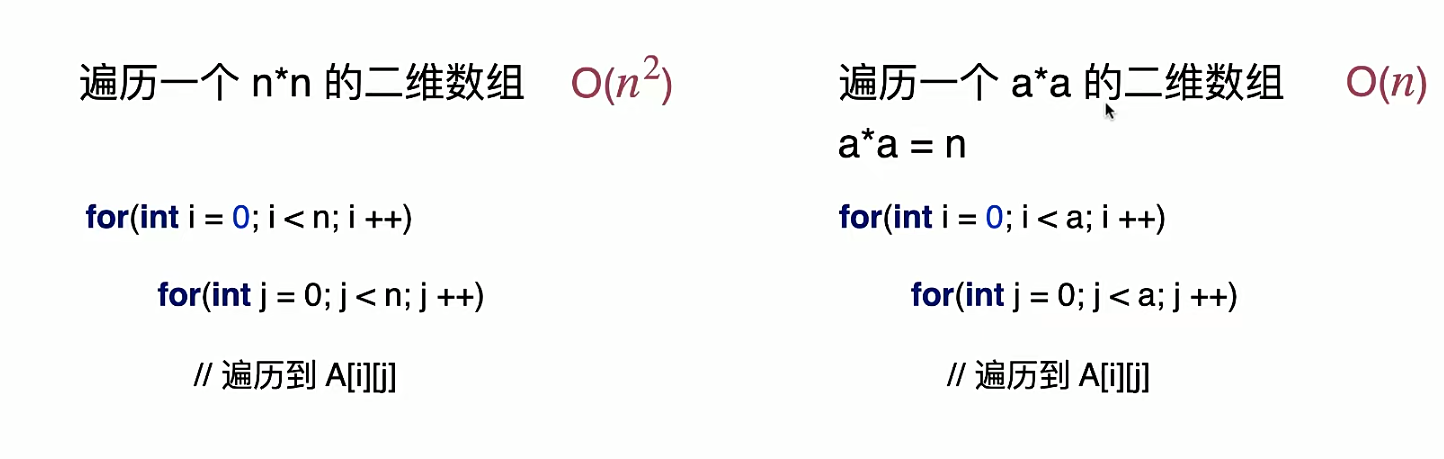 遍历一个 n*n 的二维数组 O(n²)
for(int i = 0; i < n; i ++)
for(int j = 0; j < n; j ++)
// 遍历到 A[i][j]
遍历一个 a*a 的二维数组 O(n)
a*a = n
for(int i = 0; i < a; i ++)
for(int j = 0; j < a; j ++)
// 遍历到 A[i][j]